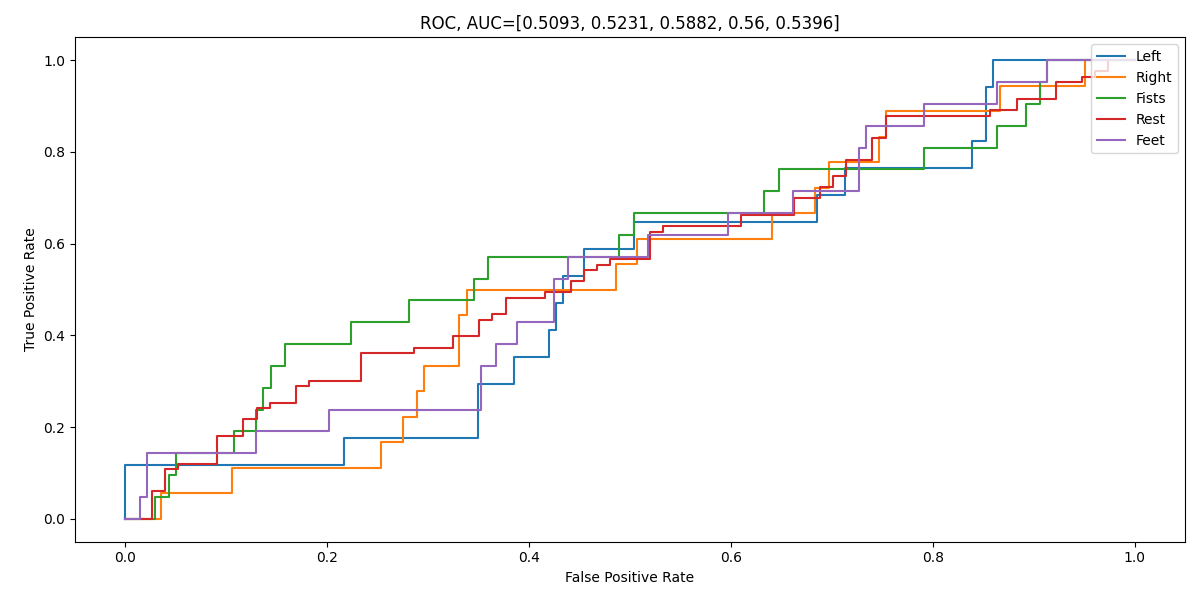 ROC, AUC=[0.5093, 0.5231, 0.5882, 0.56, 0.5396]
1.0
0.8
0.6
0.4
0.2
0.0
True Positive Rate
Left
Right
Fists
Rest
Feet
0.0 0.2 0.4 0.6 0.8 1.0
False Positive Rate